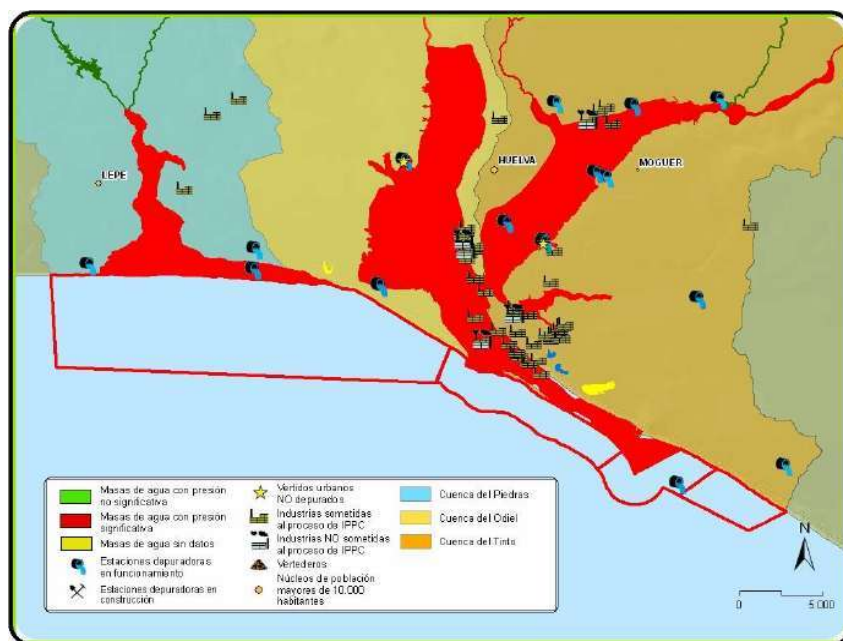 LEPE
HUELVA
MOGUER
Masas de agua con presión
no significativa
Masas de agua con presión
significativa
Masas de agua sin datos
Estaciones depuradoras
en funcionamiento
Estaciones depuradoras en
construcción
Vertidos urbanos
NO depurados
Industrias sometidas
al proceso de IPPC
Industrias NO sometidas
al proceso de IPPC
Vertederos
Núcleos de población
mayores de 10.000
habitantes
Cuenca del Piedras
Cuenca del Odiel
Cuenca del Tinto
N
0 5.000